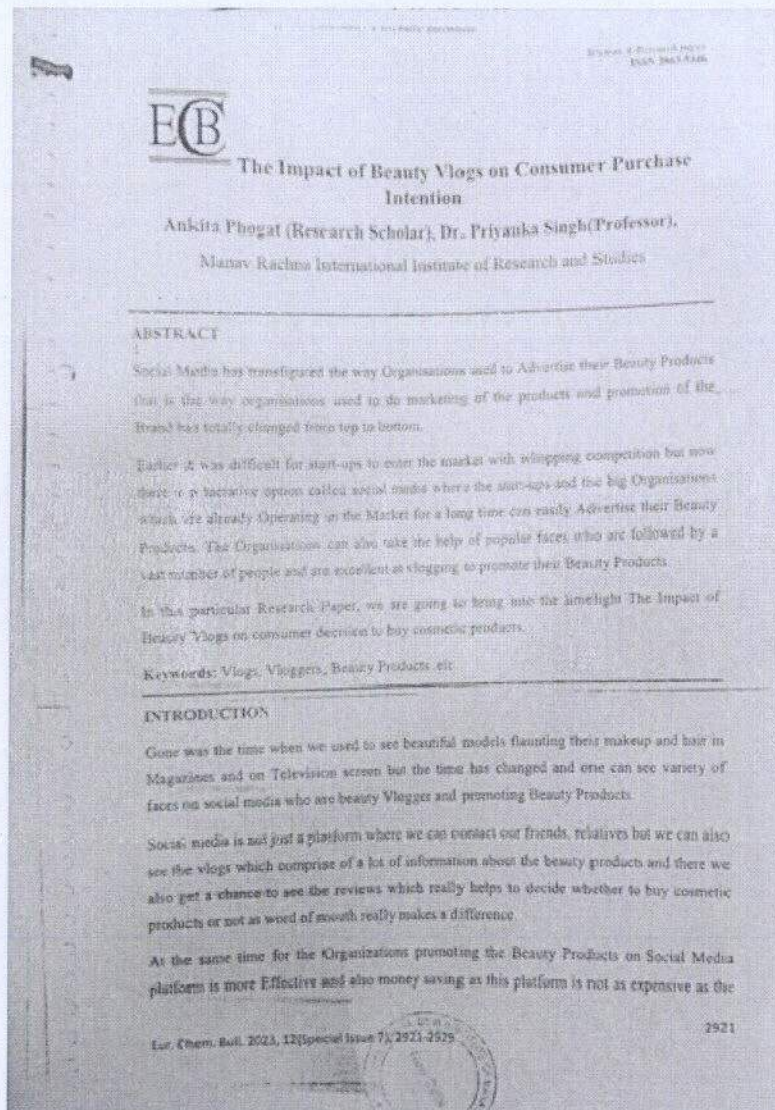 ECB
The Impact of Beauty Vlogs on Consumer Purchase
Intention
Ankita Phogat (Research Scholar), Dr. Priyanka Singh(Professor),
Manav Rachna International Institute of Research and Studies
ABSTRACT
Social Media has transfigured the way Organisations used to Advertise their Beauty Products
that is the way organisations used to do marketing of the products and promotion of the
Brand has totally changed from top to bottom.
Earlier it was difficult for start-ups to enter the market with whopping competition but now
there is a lucrative option called social media where the start-ups and the big Organisations
which are already Operating in the Market for a long time can easily Advertise their Beauty
Products. The Organisations can also take the help of popular faces who are followed by a
vast number of people and are excellent at vlogging to promote their Beauty Products.
In this particular Research Paper, we are going to bring into the limelight The Impact of
Beauty Vlogs on consumer decision to buy cosmetic products.
Keywords: Vlogs, Vloggers, Beauty Products etc
INTRODUCTION
Gone was the time when we used to see beautiful models flaunting their makeup and hair in
Magazines and on Television screen but the time has changed and one can see variety of
faces on social media who are beauty Vlogger and promoting Beauty Products.
Social media is not just a platform where we can contact our friends, relatives but we can also
see the vlogs which comprise of a lot of information about the beauty products and there we
also get a chance to see the reviews which really helps to decide whether to buy cosmetic
products or not as word of mouth really makes a difference.
At the same time for the Organizations promoting the Beauty Products on Social Media
platform is more Effective and also money saving as this platform is not as expensive as the
Eur. Chem. Bull. 2023, 12(Special Issue 7), 2921-2929
2921